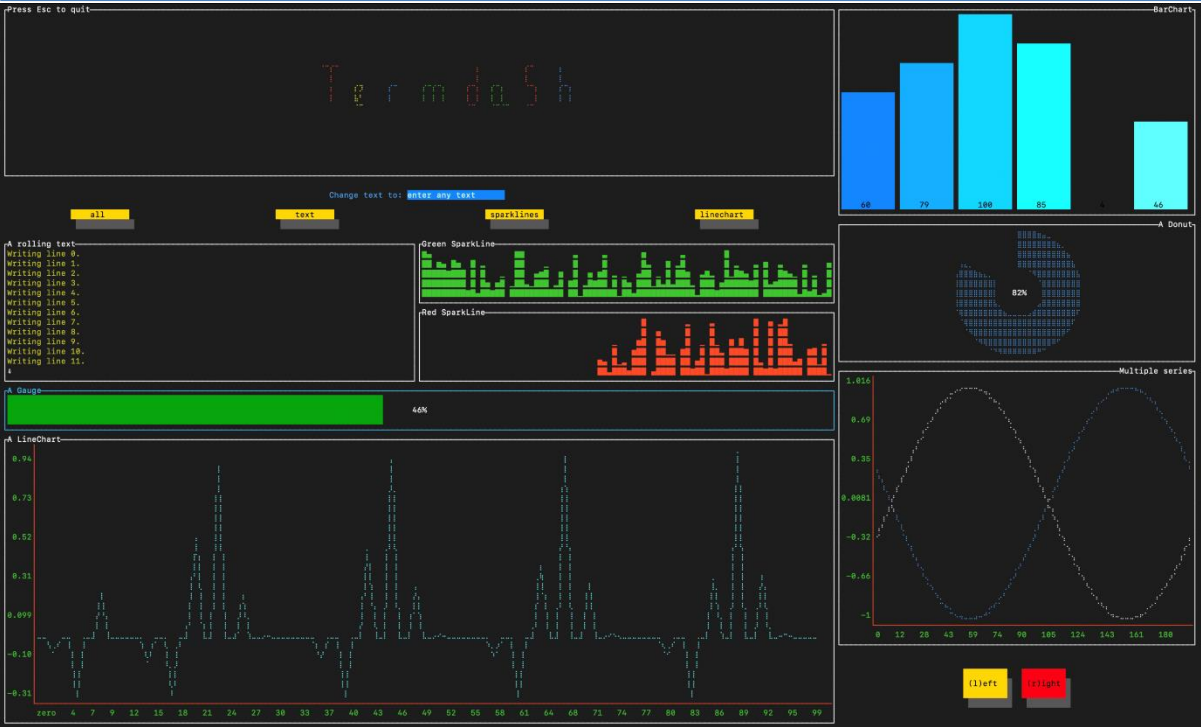 Press Esc to quit
TermdaSh
Change text to: enter any text
all text sparklines linechart
A rolling text
Writing line 0.
Writing line 1.
Writing line 2.
Writing line 3.
Writing line 4.
Writing line 5.
Writing line 6.
Writing line 7.
Writing line 8.
Writing line 9.
Writing line 10.
Writing line 11.
↓
Green SparkLine
Red SparkLine
A Gauge
46%
A LineChart
0.94
0.73
0.52
0.31
0.099
-0.10
-0.31
zero 4 7 9 12 15 18 21 24 27 30 33 37 40 43 46 49 52 55 58 61 64 68 71 74 77 80 83 86 89 92 95 99
BarChart
60 79 100 85 4 46
A Donut
82%
Multiple series
1.016
0.69
0.35
0.0081
-0.32
-0.66
-1
0 12 28 43 59 74 90 105 124 143 161 180
(l)eft (r)ight